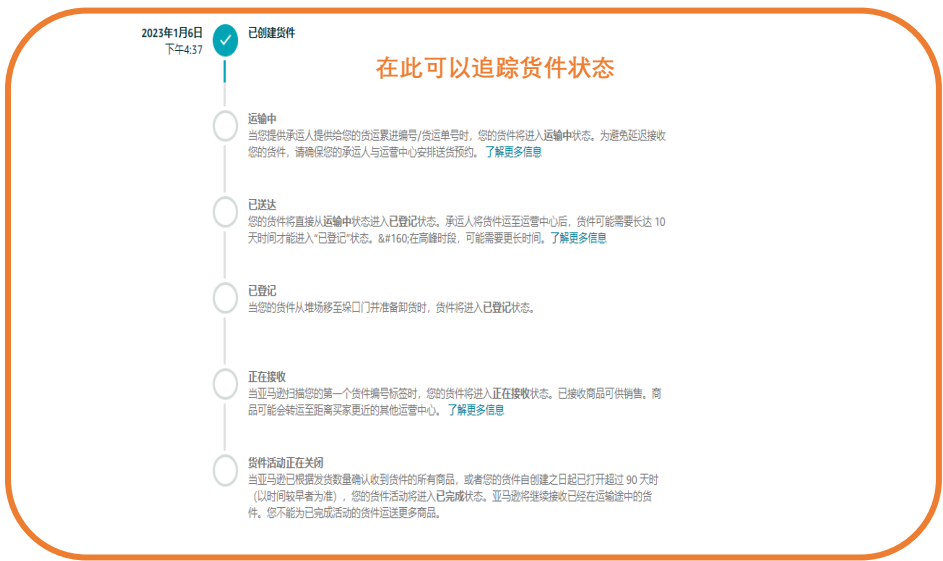 2023年1月6日
下午4:37
已创建货件
在此可以追踪货件状态
运输中
当您提供承运人提供给您的货运累进编号/货运单号时，您的货件将进入运输中状态。为避免延迟接收
您的货件，请确保您的承运人与运营中心安排送货预约。 了解更多信息
已送达
您的货件将直接从运输中状态进入已登记状态。承运人将货件运至运营中心后，货件可能需要长达 10
天时间才能进入“已登记”状态。&#160;在高峰时段，可能需要更长时间。了解更多信息
已登记
当您的货件从堆场移至垛口门并准备卸货时，货件将进入已登记状态。
正在接收
当亚马逊扫描您的第一个货件编号标签时，您的货件将进入正在接收状态。已接收商品可供销售。商
品可能会转运至距离买家更近的其他运营中心。 了解更多信息
货件活动正在关闭
当亚马逊已根据发货数量确认收到货件的所有商品，或者您的货件自创建之日起已打开超过 90 天时
（以时间较早者为准），您的货件活动将进入已完成状态。亚马逊将继续接收已经在运输途中的货
件。您不能为已完成活动的货件运送更多商品。